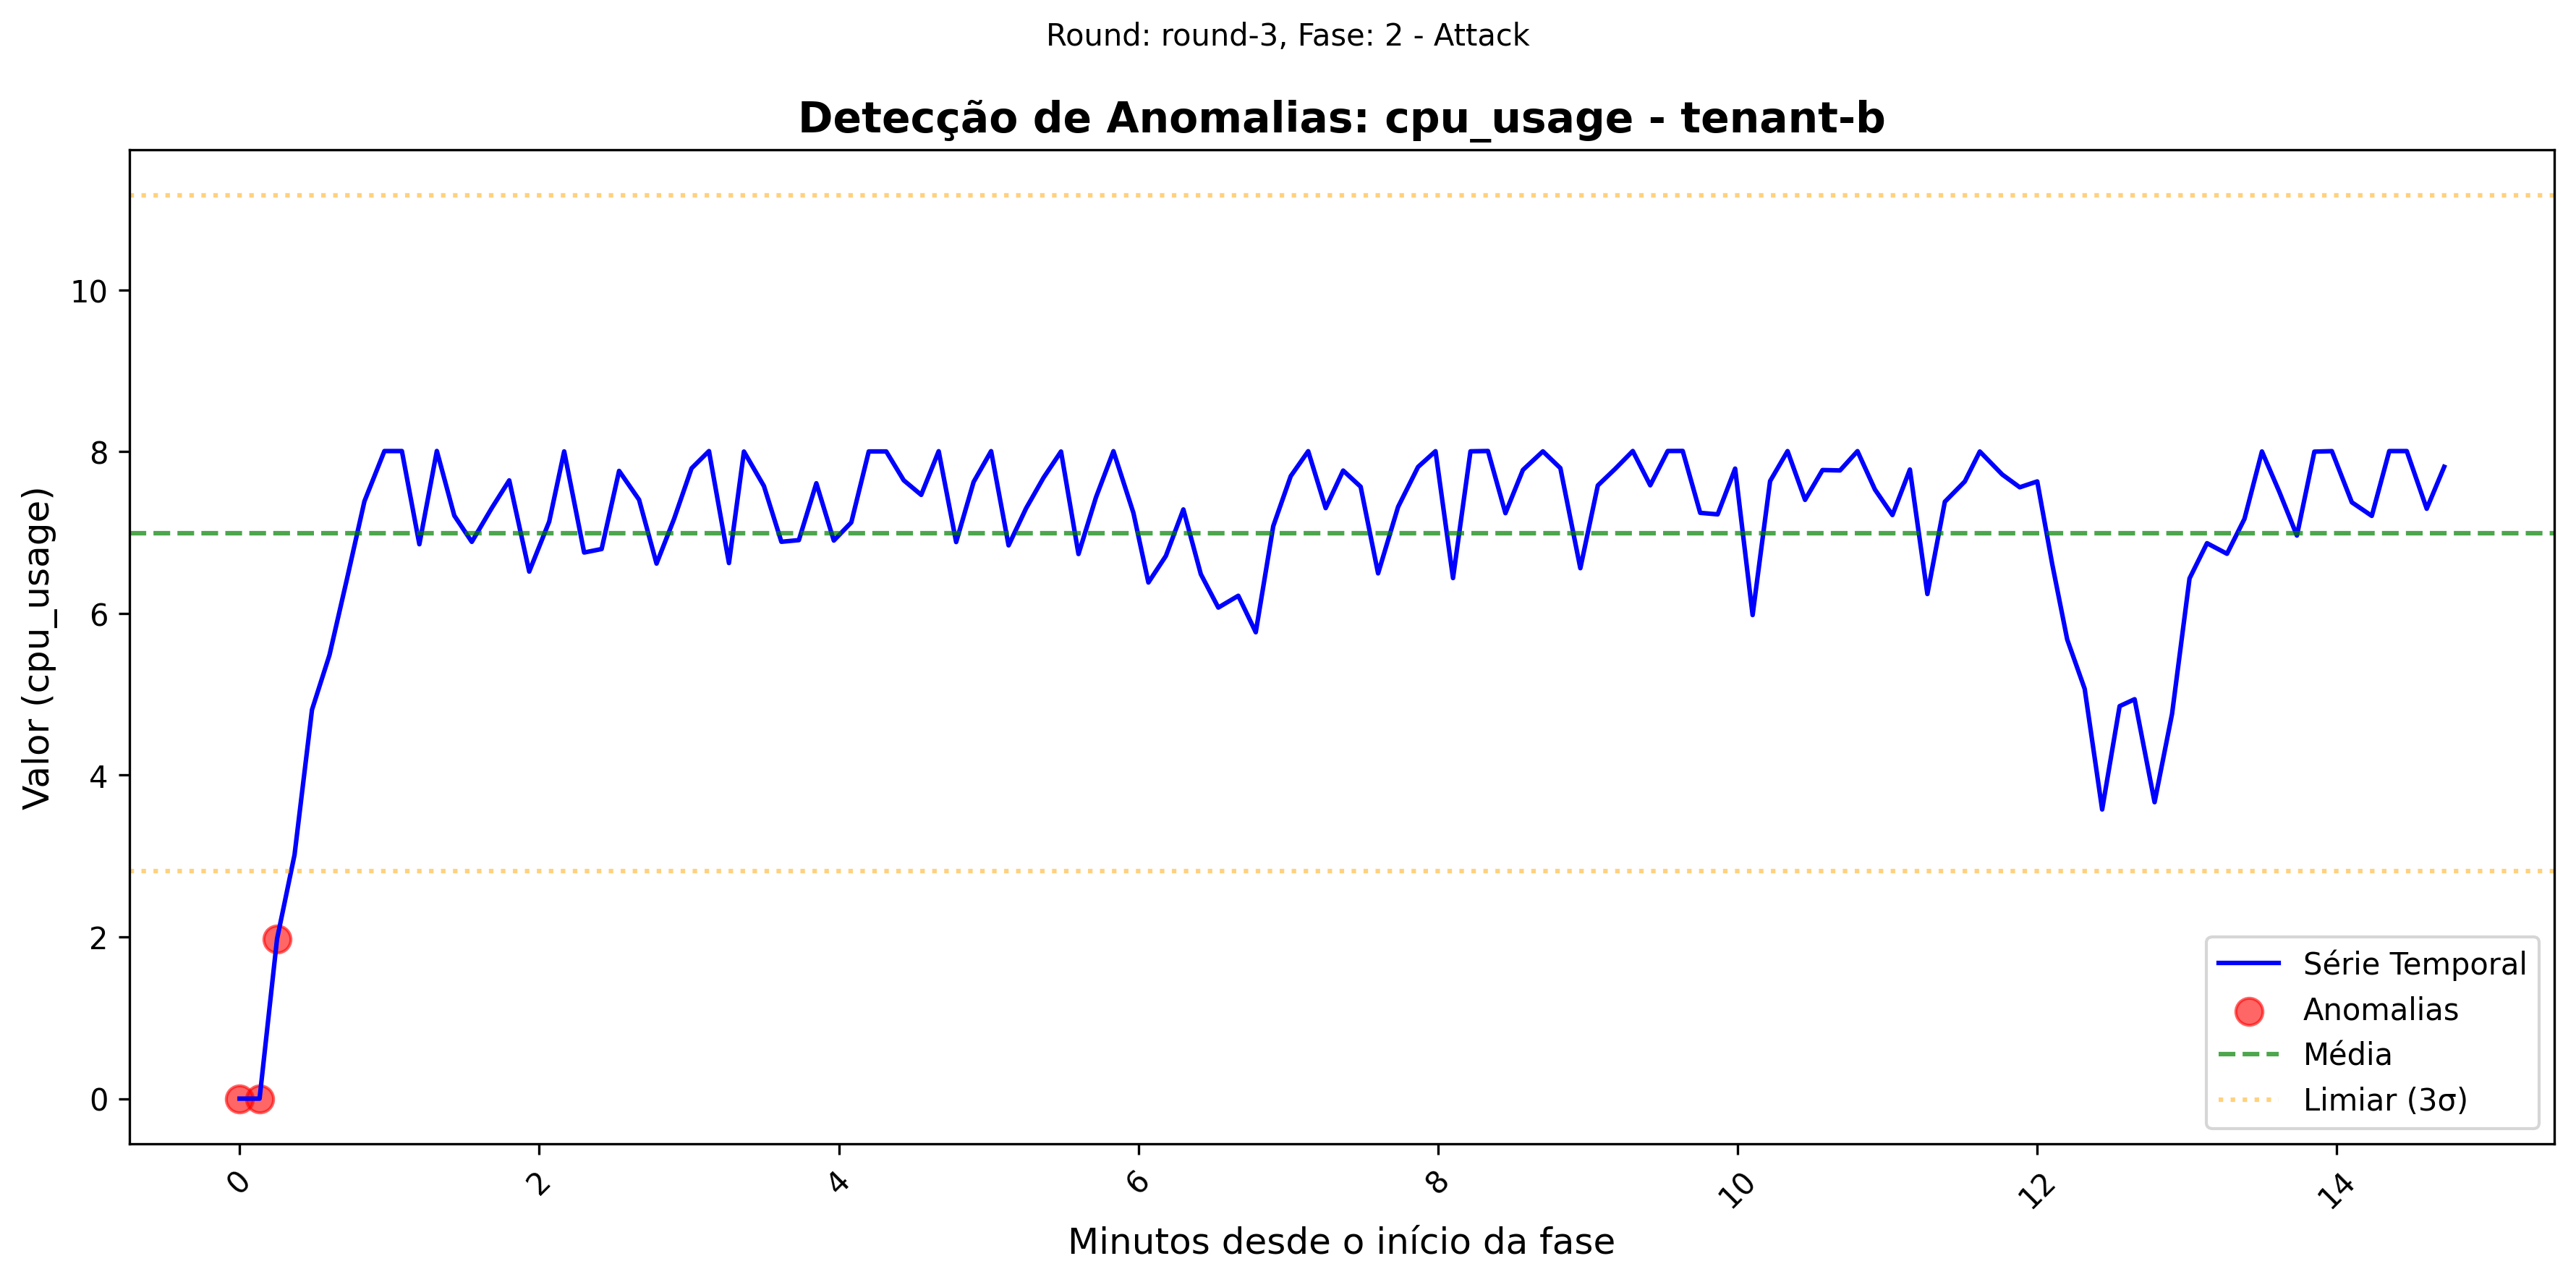 Round: round-3, Fase: 2 - Attack
Detecção de Anomalias: cpu_usage - tenant-b
Valor (cpu_usage)
10
8
6
4
2
0
0 2 4 6 8 10 12 14
Minutos desde o início da fase
Série Temporal
Anomalias
Média
Limiar (3σ)